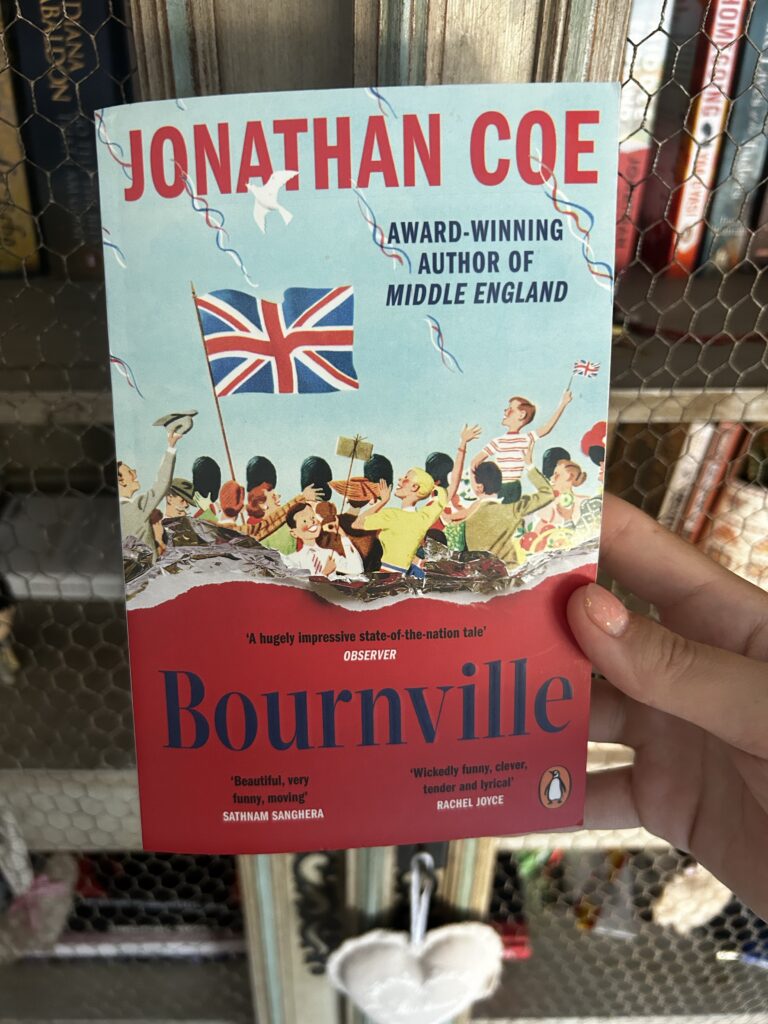 JONATHAN COE
AWARD-WINNING
AUTHOR OF
MIDDLE ENGLAND
‘A hugely impressive state-of-the-nation tale’
OBSERVER
Bournville
‘Beautiful, very
funny, moving’
SATHNAM SANGHERA
‘Wickedly funny, clever,
tender and lyrical’
RACHEL JOYCE
HOMEGOING